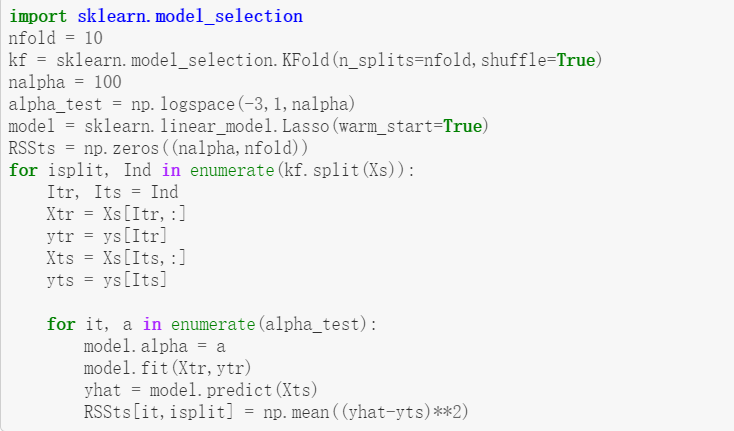 import sklearn.model_selection
nfold = 10
kf = sklearn.model_selection.KFold(n_splits=nfold,shuffle=True)
nalpha = 100
alpha_test = np.logspace(-3,1,nalpha)
model = sklearn.linear_model.Lasso(warm_start=True)
RSSts = np.zeros((nalpha,nfold))
for isplit, Ind in enumerate(kf.split(Xs)):
    Itr, Its = Ind
    Xtr = Xs[Itr,:]
    ytr = ys[Itr]
    Xts = Xs[Its,:]
    yts = ys[Its]

    for it, a in enumerate(alpha_test):
        model.alpha = a
        model.fit(Xtr,ytr)
        yhat = model.predict(Xts)
        RSSts[it,isplit] = np.mean((yhat-yts)**2)